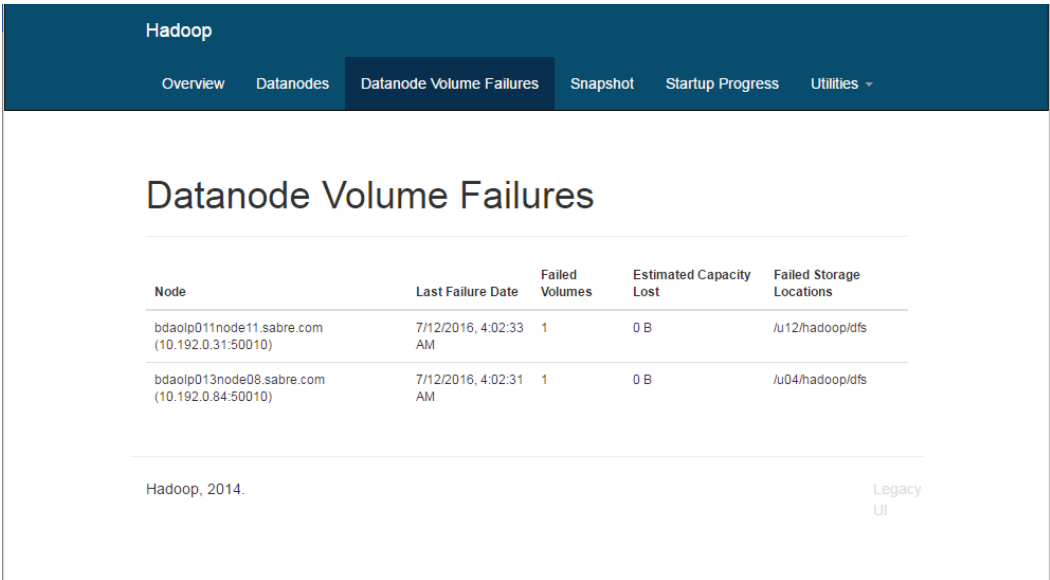 Hadoop
Overview Datanodes Datanode Volume Failures Snapshot Startup Progress Utilities
Datanode Volume Failures
Node Last Failure Date Failed Volumes Estimated Capacity Lost Failed Storage Locations
bdaolp011node11.sabre.com 7/12/2016, 4:02:33 1 0 B /u12/hadoop/dfs
(10.192.0.31:50010) AM
bdaolp013node08.sabre.com 7/12/2016, 4:02:31 1 0 B /u04/hadoop/dfs
(10.192.0.84:50010) AM
Hadoop, 2014. Legacy
UI